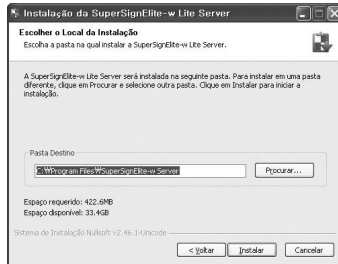 Instalação da SuperSignElite-w Lite Server
Escolher o Local da Instalação
Escolha a pasta na qual instalar a SuperSignElite-w Lite Server.
A SuperSignElite-w Lite Server será instalada na seguinte pasta. Para instalar em uma pasta
diferente, clique em Procurar e selecione outra pasta. Clique em Instalar para iniciar a
instalação.
Pasta Destino
C:₩Program Files₩SuperSignElite-w Server
Procurar...
Espaço requerido: 422.6MB
Espaço disponível: 33.4GB
Sistema de Instalação Nullsoft v2.46.1-Unicode
< Voltar
Instalar
Cancelar